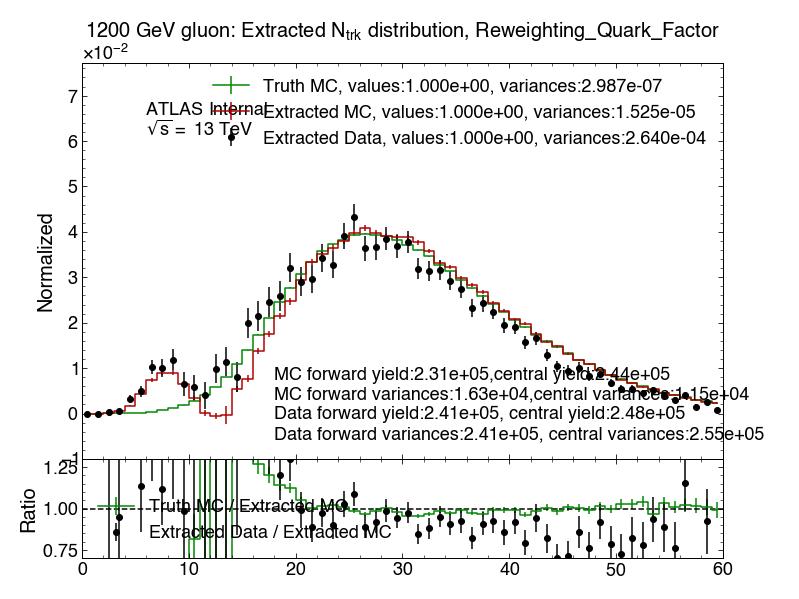 1200 GeV gluon: Extracted Ntrk distribution, Reweighting_Quark_Factor
×10−2
Truth MC, values:1.000e+00, variances:2.987e-07
ATLAS Internal
Extracted MC, values:1.000e+00, variances:1.525e-05
√s = 13 TeV
Extracted Data, values:1.000e+00, variances:2.640e-04
7
6
5
4
3
2
1
0
1
Normalized
MC forward yield:2.31e+05,central yield:2.44e+05
MC forward variances:1.63e+04,central variances:1.15e+04
Data forward yield:2.41e+05, central yield:2.48e+05
Data forward variances:2.41e+05, central variances:2.55e+05
1.25
1.00
0.75
Ratio
Truth MC / Extracted MC
Extracted Data / Extracted MC
0 10 20 30 40 50 60